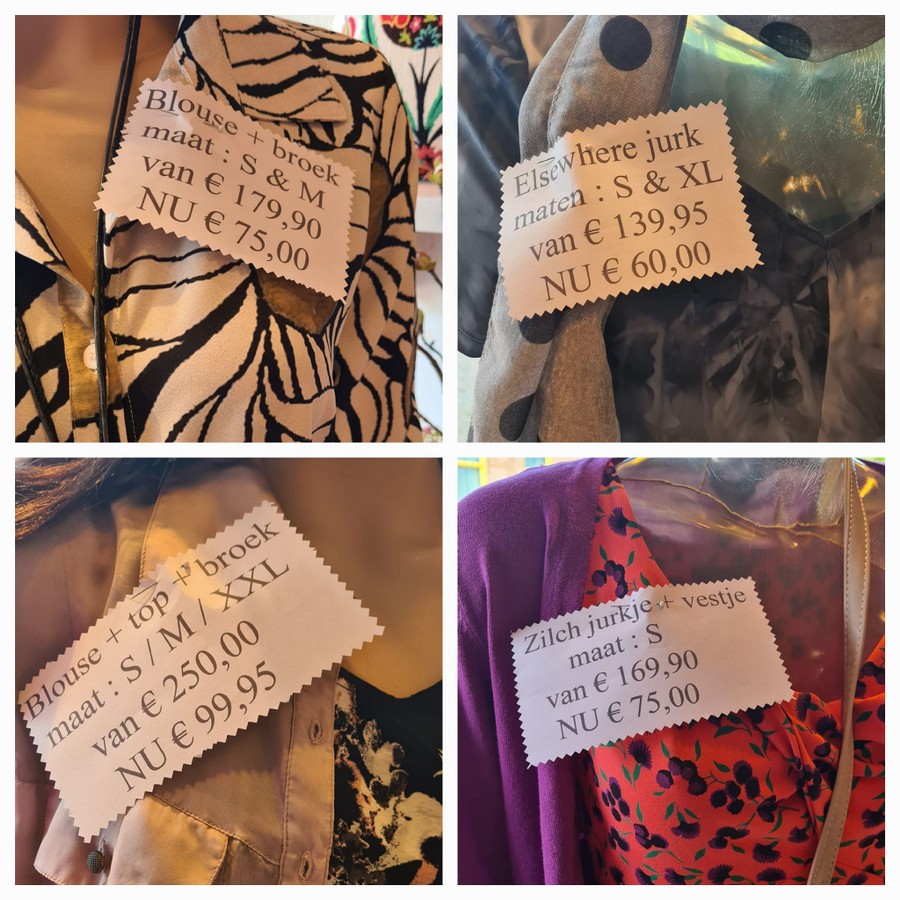 Blouse + broek
maat : S & M
van € 179,90
NU € 75,00
Elsewhere jurk
maten : S & XL
van € 139,95
NU € 60,00
Blouse + top + broek
maat : S / M / XXL
van € 250,00
NU € 99,95
Zilch jurkje + vestje
maat : S
van € 169,90
NU € 75,00